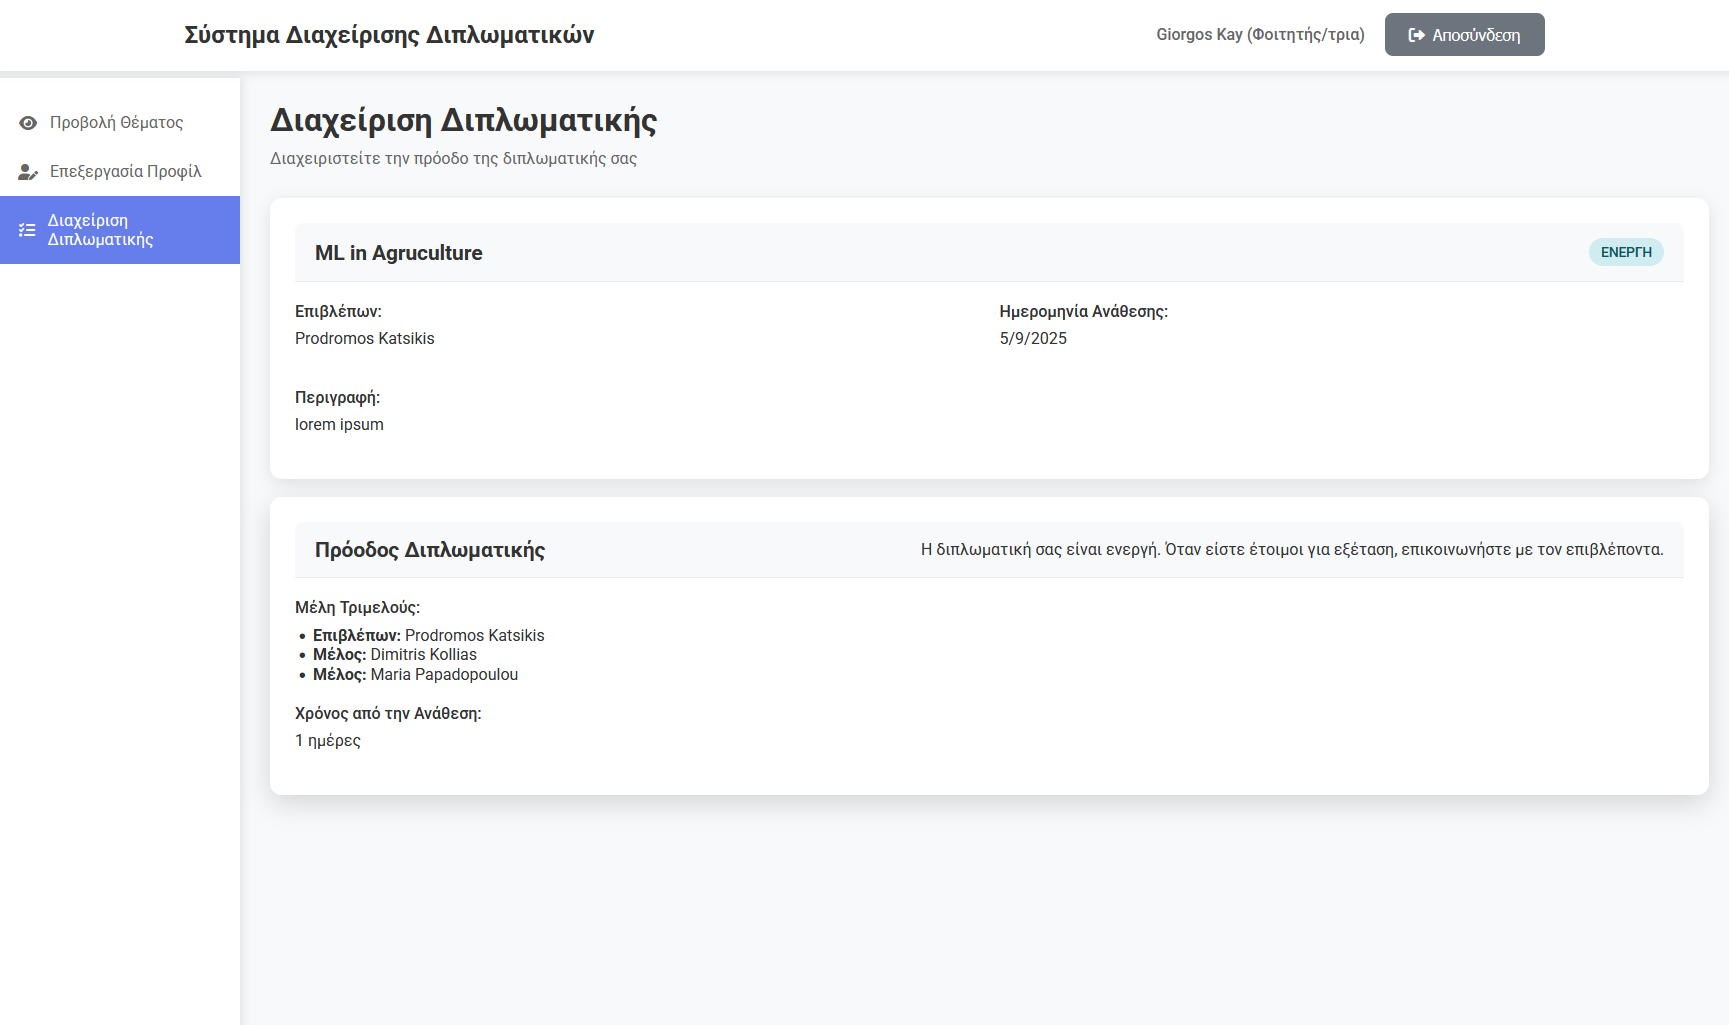 Σύστημα Διαχείρισης Διπλωματικών
Giorgos Kay (Φοιτητής/τρια)
Αποσύνδεση
Προβολή Θέματος
Επεξεργασία Προφίλ
Διαχείριση
Διπλωματικής
Διαχείριση Διπλωματικής
Διαχειριστείτε την πρόοδο της διπλωματικής σας
ML in Agruculture
ΕΝΕΡΓΗ
Επιβλέπων:
Prodromos Katsikis
Ημερομηνία Ανάθεσης:
5/9/2025
Περιγραφή:
lorem ipsum
Πρόοδος Διπλωματικής
Η διπλωματική σας είναι ενεργή. Όταν είστε έτοιμοι για εξέταση, επικοινωνήστε με τον επιβλέποντα.
Μέλη Τριμελούς:
• Επιβλέπων: Prodromos Katsikis
• Μέλος: Dimitris Kollias
• Μέλος: Maria Papadopoulou
Χρόνος από την Ανάθεση:
1 ημέρες